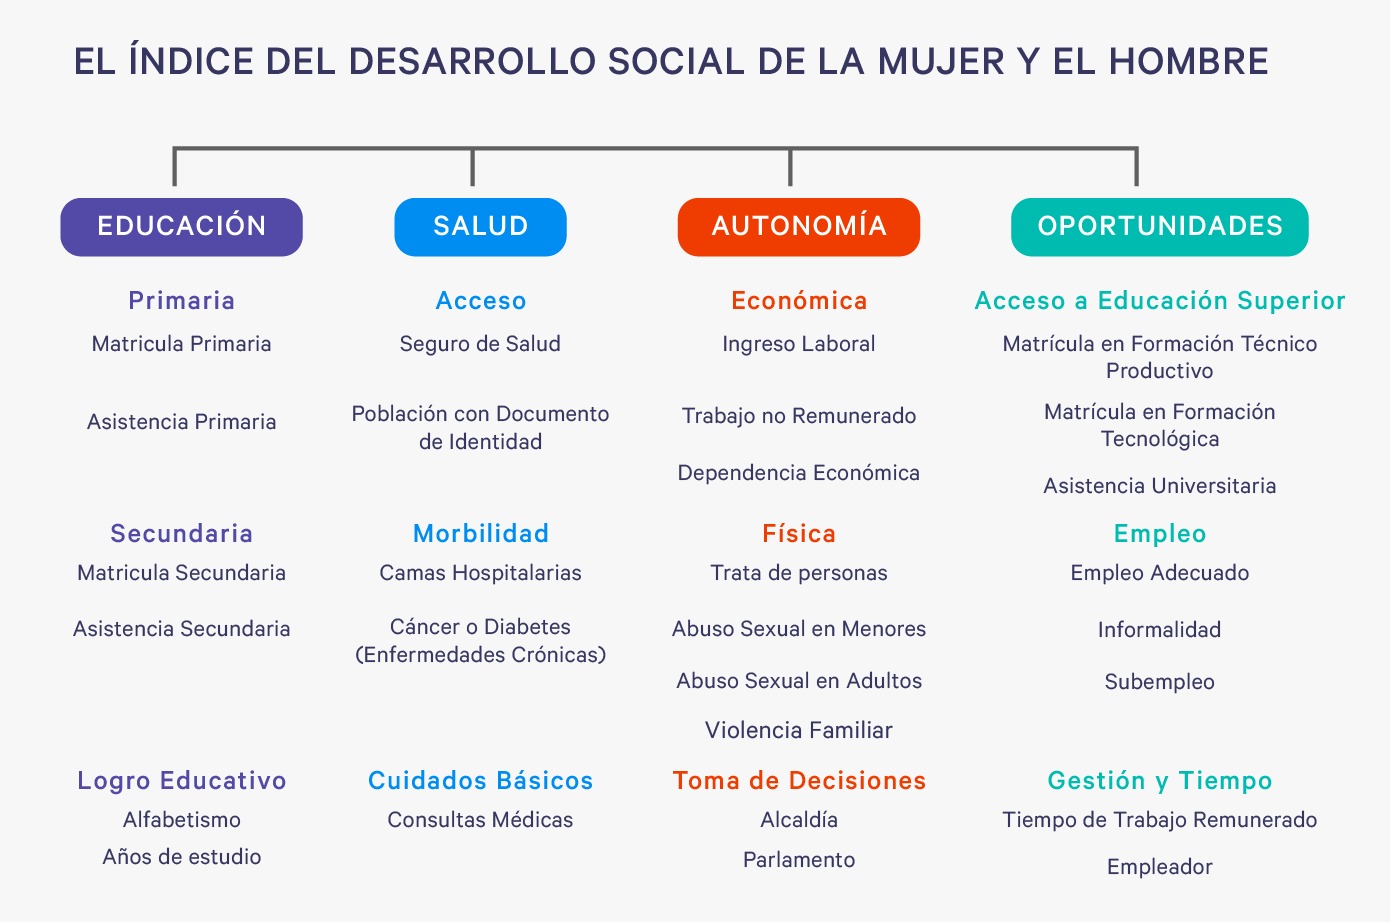 EL ÍNDICE DEL DESARROLLO SOCIAL DE LA MUJER Y EL HOMBRE
EDUCACIÓN
Primaria
Matricula Primaria
Asistencia Primaria
Secundaria
Matricula Secundaria
Asistencia Secundaria
Logro Educativo
Alfabetismo
Años de estudio
SALUD
Acceso
Seguro de Salud
Población con Documento
de Identidad
Morbilidad
Camas Hospitalarias
Cáncer o Diabetes
(Enfermedades Crónicas)
Cuidados Básicos
Consultas Médicas
AUTONOMÍA
Económica
Ingreso Laboral
Trabajo no Remunerado
Dependencia Económica
Física
Trata de personas
Abuso Sexual en Menores
Abuso Sexual en Adultos
Violencia Familiar
Toma de Decisiones
Alcaldía
Parlamento
OPORTUNIDADES
Acceso a Educación Superior
Matrícula en Formación Técnico
Productivo
Matrícula en Formación
Tecnológica
Asistencia Universitaria
Empleo
Empleo Adecuado
Informalidad
Subempleo
Gestión y Tiempo
Tiempo de Trabajo Remunerado
Empleador